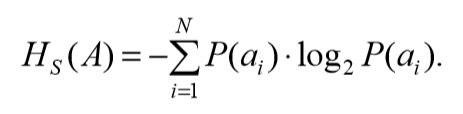 H_S(A) = -∑_{i=1}^{N} P(a_i) · log_2 P(a_i).